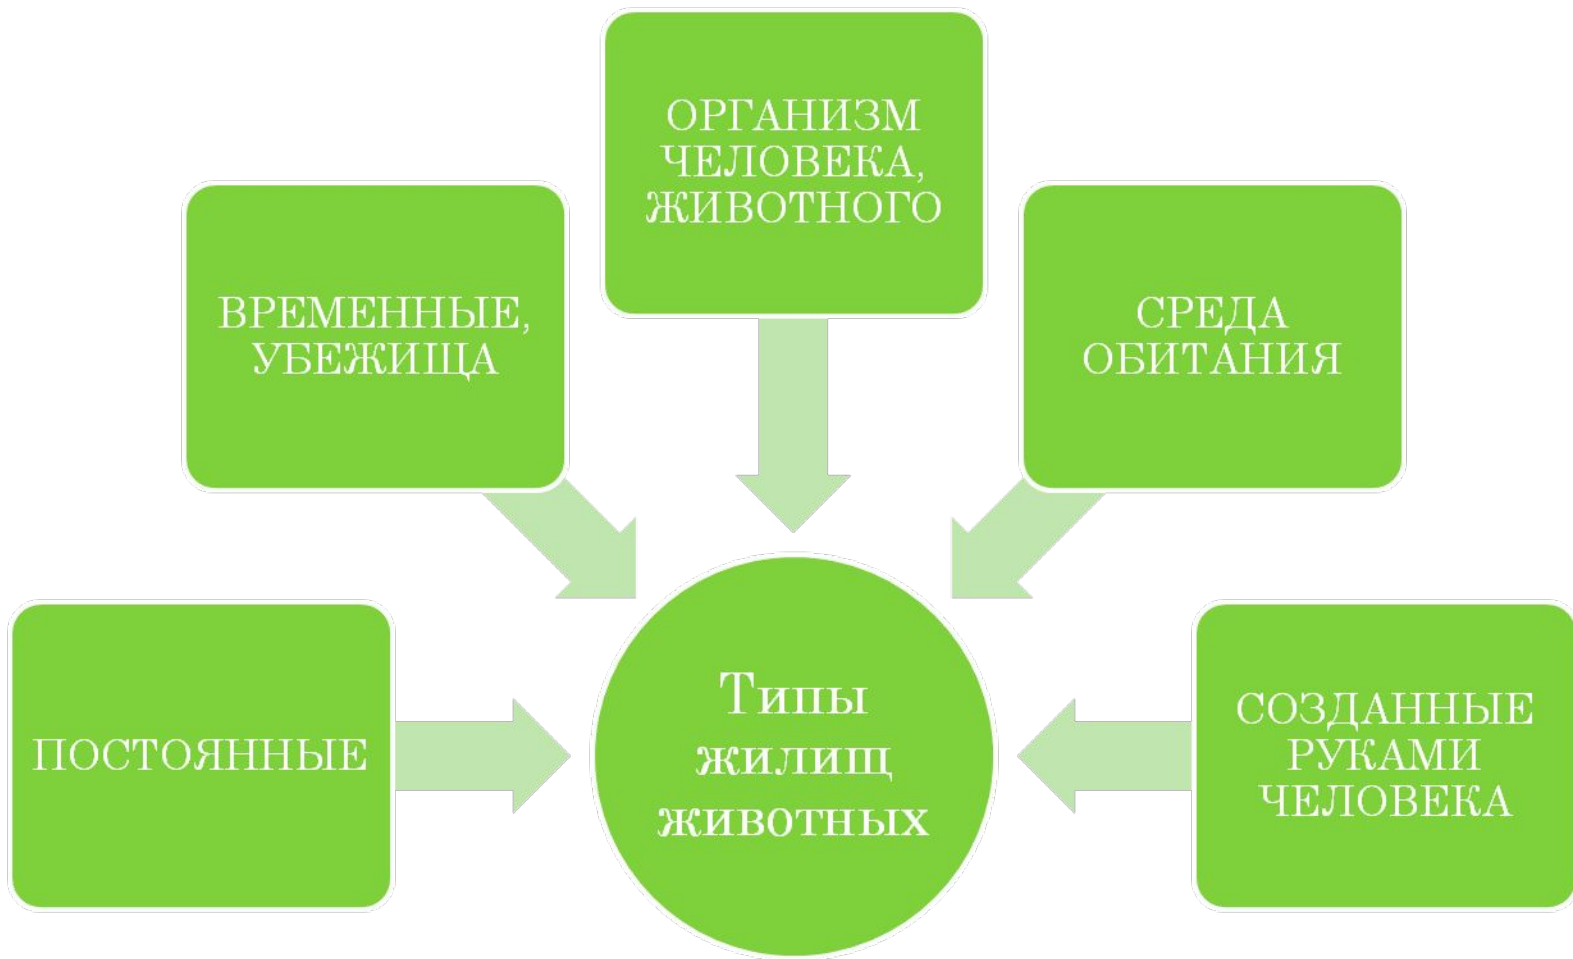 ОРГАНИЗМ
ЧЕЛОВЕКА,
ЖИВОТНОГО
ВРЕМЕННЫЕ,
УБЕЖИЩА
СРЕДА
ОБИТАНИЯ
ПОСТОЯННЫЕ
Типы
жилищ
животных
СОЗДАННЫЕ
РУКАМИ
ЧЕЛОВЕКА